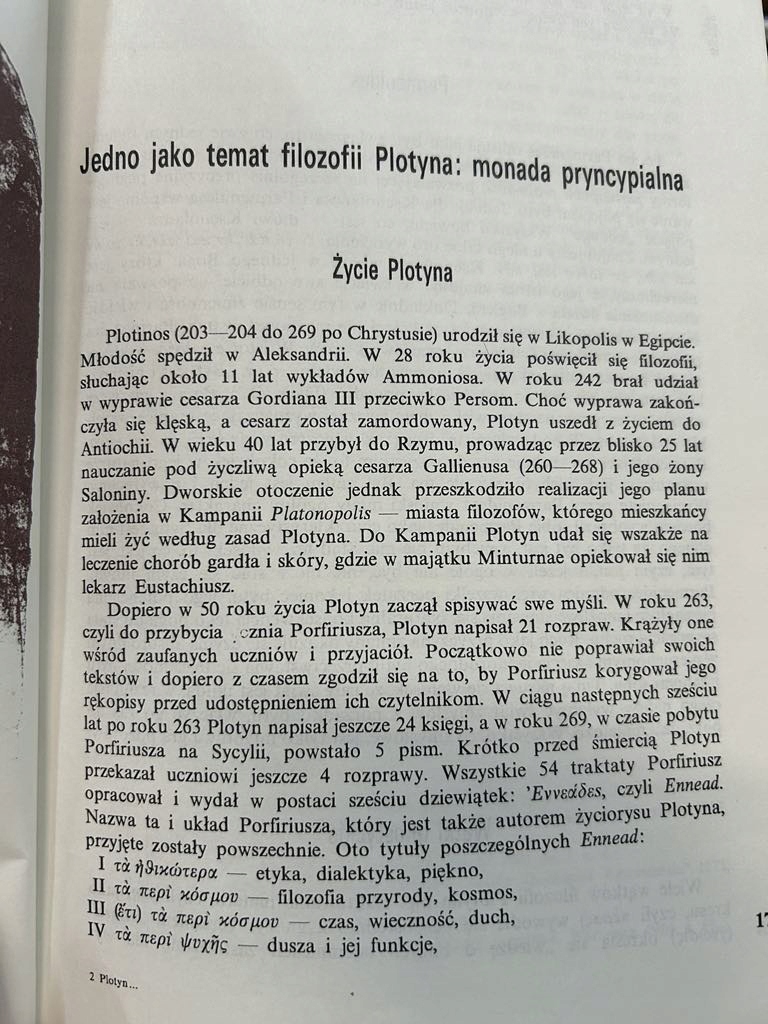 Jedno jako temat filozofii Plotyna: monada pryncypialna
Życie Plotyna
Plotinos (203—204 do 269 po Chrystusie) urodził się w Likopolis w Egipcie.
Młodość spędził w Aleksandrii. W 28 roku życia poświęcił się filozofii,
słuchając około 11 lat wykładów Ammoniosa. W roku 242 brał udział
w wyprawie cesarza Gordiana III przeciwko Persom. Choć wyprawa zakoń-
czyła się klęską, a cesarz został zamordowany, Plotyn uszedł z życiem do
Antiochii. W wieku 40 lat przybył do Rzymu, prowadząc przez blisko 25 lat
nauczanie pod życzliwą opieką cesarza Gallienusa (260—268) i jego żony
Saloniny. Dworskie otoczenie jednak przeszkodziło realizacji jego planu
założenia w Kampanii Platonopolis — miasta filozofów, którego mieszkańcy
mieli żyć według zasad Plotyna. Do Kampanii Plotyn udał się wszakże na
leczenie chorób gardła i skóry, gdzie w majątku Minturnae opiekował się nim
lekarz Eustachiusz.
Dopiero w 50 roku życia Plotyn zaczął spisywać swe myśli. W roku 263,
czyli do przybycia cznia Porfiriusza, Plotyn napisał 21 rozpraw. Krążyły one
wśród zaufanych uczniów i przyjaciół. Początkowo nie poprawiał swoich
tekstów i dopiero z czasem zgodził się na to, by Porfiriusz korygował jego
rękopisy przed udostępnieniem ich czytelnikom. W ciągu następnych sześciu
lat po roku 263 Plotyn napisał jeszcze 24 księgi, a w roku 269, w czasie pobytu
Porfiriusza na Sycylii, powstało 5 pism. Krótko przed śmiercią Plotyn
przekazał uczniowi jeszcze 4 rozprawy. Wszystkie 54 traktaty Porfiriusz
opracował i wydał w postaci sześciu dziewiątek: Ἐννεάδες, czyli Ennead.
Nazwa ta i układ Porfiriusza, który jest także autorem życiorysu Plotyna,
przyjęte zostały powszechnie. Oto tytuły poszczególnych Ennead:
I τὰ ἠθικώτερα — etyka, dialektyka, piękno,
II τὰ περὶ κόσμου — filozofia przyrody, kosmos,
III (ἔτι) τὰ περὶ κόσμου — czas, wieczność, duch,
IV τὰ περὶ ψυχῆς — dusza i jej funkcje,
2 Plotyn...
17